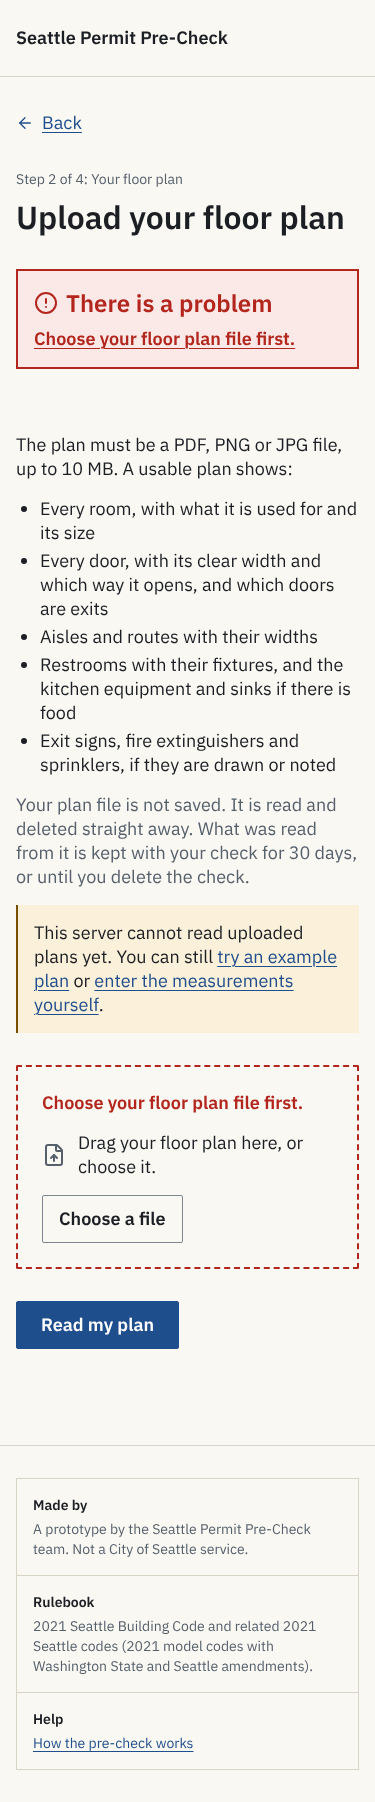 Seattle Permit Pre-Check
Back
Step 2 of 4: Your floor plan
Upload your floor plan
There is a problem
Choose your floor plan file first.
The plan must be a PDF, PNG or JPG file,
up to 10 MB. A usable plan shows:
Every room, with what it is used for and
its size
Every door, with its clear width and
which way it opens, and which doors
are exits
Aisles and routes with their widths
Restrooms with their fixtures, and the
kitchen equipment and sinks if there is
food
Exit signs, fire extinguishers and
sprinklers, if they are drawn or noted
Your plan file is not saved. It is read and
deleted straight away. What was read
from it is kept with your check for 30 days,
or until you delete the check.
This server cannot read uploaded
plans yet. You can still try an example
plan or enter the measurements
yourself.
Choose your floor plan file first.
Drag your floor plan here, or
choose it.
Choose a file
Read my plan
Made by
A prototype by the Seattle Permit Pre-Check
team. Not a City of Seattle service.
Rulebook
2021 Seattle Building Code and related 2021
Seattle codes (2021 model codes with
Washington State and Seattle amendments).
Help
How the pre-check works